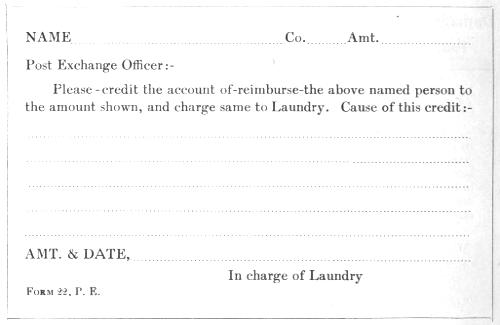 NAME Co. Amt.
Post Exchange Officer:-
Please-credit the account of-reimburse-the above named person to
the amount shown, and charge same to Laundry. Cause of this credit:-
AMT. & DATE,
In charge of Laundry
FORM 22, P. E.